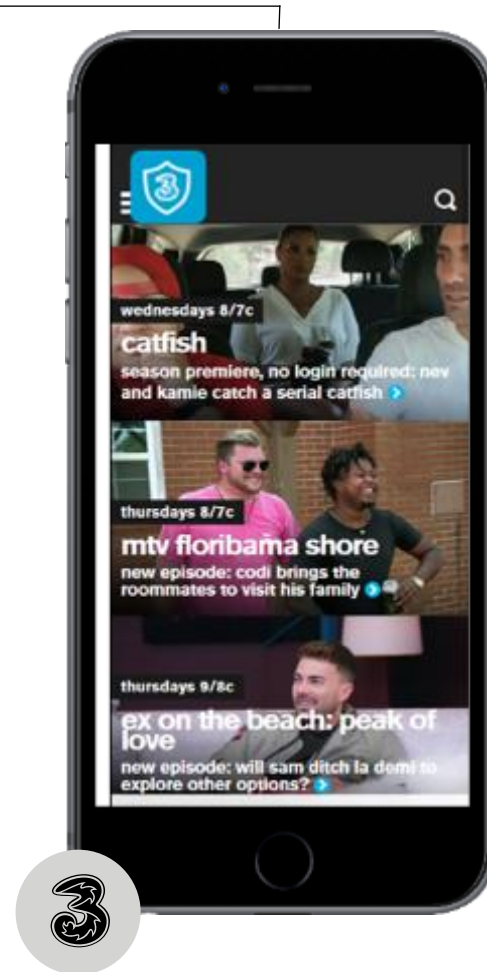 3
wednesdays 8/7c
catfish
season premiere, no login required: nev
and kamie catch a serial catfish
thursdays 8/7c
mtv floribama shore
new episode: codi brings the
roommates to visit his family
thursdays 9/8c
ex on the beach: peak of
love
new episode: will sam ditch la demi to
explore other options?
3